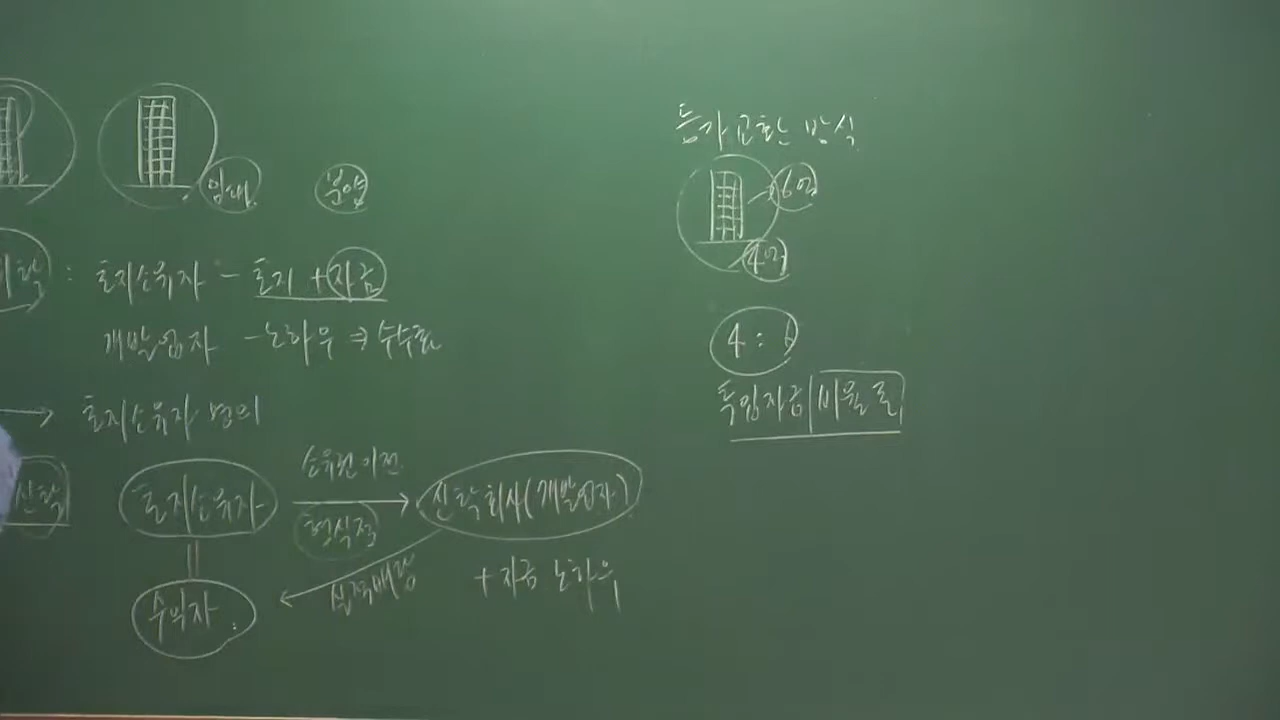 임대 분양
위탁 : 토지소유자 - 토지 + 자금
개발업자 - 노하우 ⇒ 수수료
→ 토지소유자 명의
신탁 토지소유자 소유권이전 형식적 신탁회사(개발업자)
수익자 실적배당 + 자금 노하우
등가교환 방식
6억
4억
4 : 6
투입자금 비율로